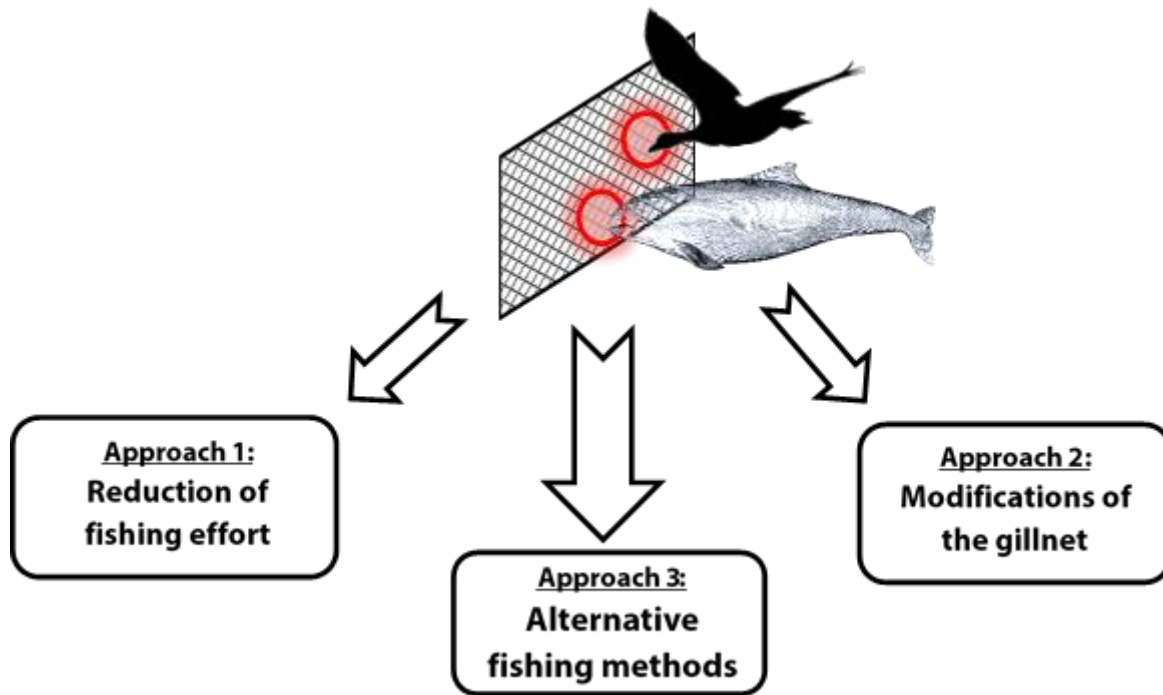 Approach 1:
Reduction of
fishing effort
Approach 3:
Alternative
fishing methods
Approach 2:
Modifications of
the gillnet